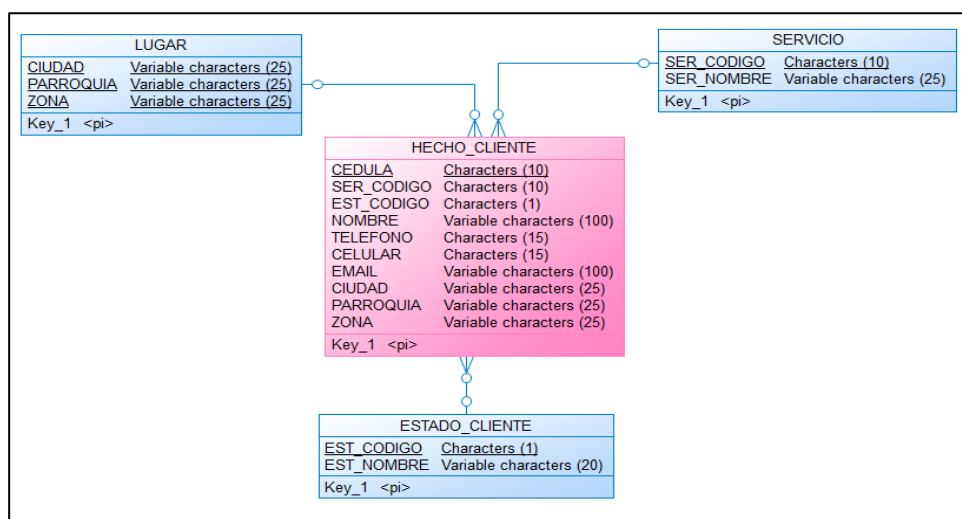 LUGAR
CIUDAD Variable characters (25)
PARROQUIA Variable characters (25)
ZONA Variable characters (25)
Key_1 <pi>
SERVICIO
SER_CODIGO Characters (10)
SER_NOMBRE Variable characters (25)
Key_1 <pi>
HECHO_CLIENTE
CEDULA Characters (10)
SER_CODIGO Characters (10)
EST_CODIGO Characters (1)
NOMBRE Variable characters (100)
TELEFONO Characters (15)
CELULAR Characters (15)
EMAIL Variable characters (100)
CIUDAD Variable characters (25)
PARROQUIA Variable characters (25)
ZONA Variable characters (25)
Key_1 <pi>
ESTADO_CLIENTE
EST_CODIGO Characters (1)
EST_NOMBRE Variable characters (20)
Key_1 <pi>